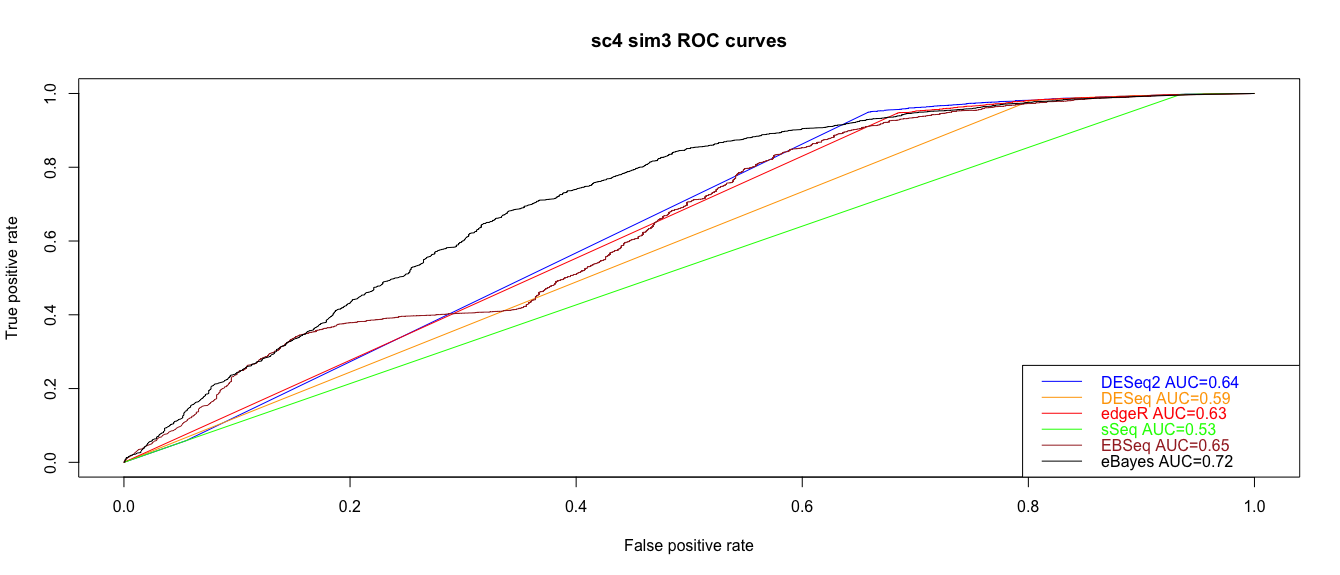 sc4 sim3 ROC curves
True positive rate
1.0
0.8
0.6
0.4
0.2
0.0
DESeq2 AUC=0.64
DESeq AUC=0.59
edgeR AUC=0.63
sSeq AUC=0.53
EBSeq AUC=0.65
eBayes AUC=0.72
0.0 0.2 0.4 0.6 0.8 1.0
False positive rate